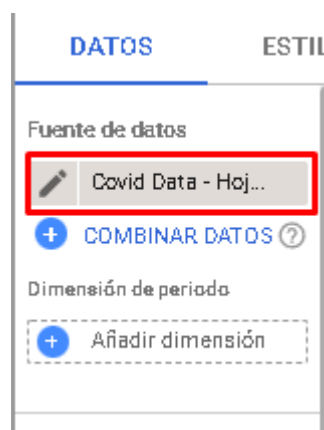 DATOS ESTIL
Fuente de datos
Covid Data - Hoj...
COMBINAR DATOS ?
Dimensión de periodo
Añadir dimensión